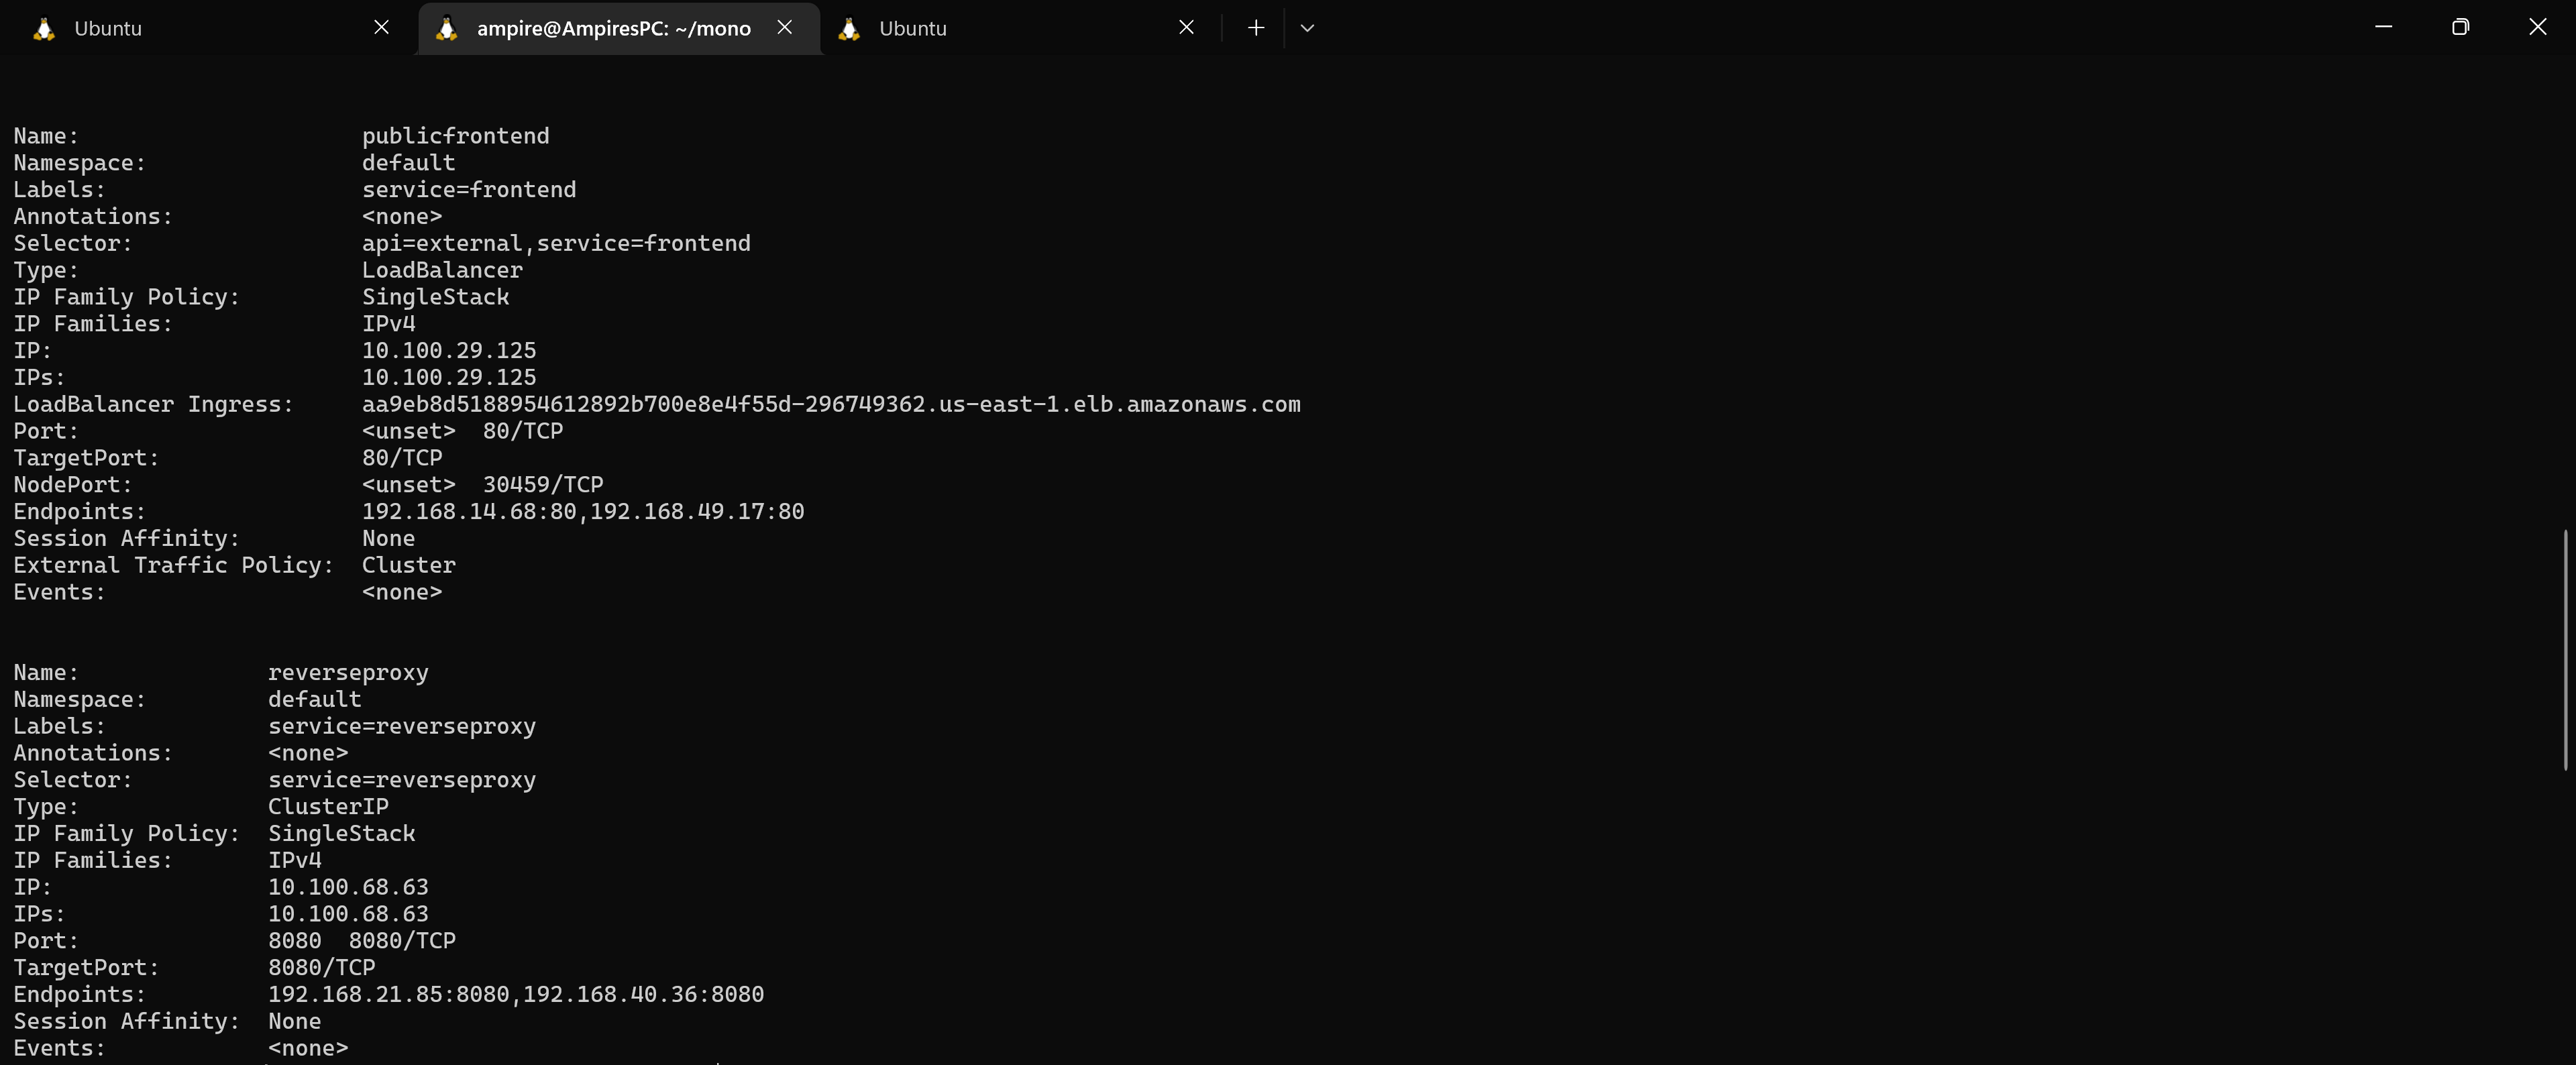 Ubuntu
ampire@AmpiresPC: ~/mono
Ubuntu
Name: publicfrontend
Namespace: default
Labels: service=frontend
Annotations: <none>
Selector: api=external,service=frontend
Type: LoadBalancer
IP Family Policy: SingleStack
IP Families: IPv4
IP: 10.100.29.125
IPs: 10.100.29.125
LoadBalancer Ingress: aa9eb8d5188954612892b700e8e4f55d-296749362.us-east-1.elb.amazonaws.com
Port: <unset> 80/TCP
TargetPort: 80/TCP
NodePort: <unset> 30459/TCP
Endpoints: 192.168.14.68:80,192.168.49.17:80
Session Affinity: None
External Traffic Policy: Cluster
Events: <none>
Name: reverseproxy
Namespace: default
Labels: service=reverseproxy
Annotations: <none>
Selector: service=reverseproxy
Type: ClusterIP
IP Family Policy: SingleStack
IP Families: IPv4
IP: 10.100.68.63
IPs: 10.100.68.63
Port: 8080 8080/TCP
TargetPort: 8080/TCP
Endpoints: 192.168.21.85:8080,192.168.40.36:8080
Session Affinity: None
Events: <none>